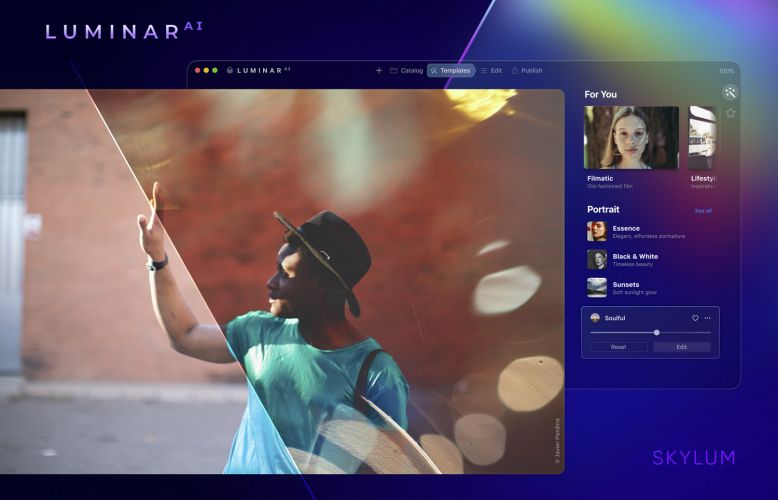 LUMINAR AI
LUMINAR AI
+ Catalog Templates Edit Publish
100%
For You
Filmatic
Old-fashioned film
Lifestyl
Inspiratio
Portrait
See all
Essence
Elegant, effortless portraiture
Black & White
Timeless beauty
Sunsets
Soft sunlight glow
Soulful
Reset
Edit
© Javier Pardina
SKYLUM